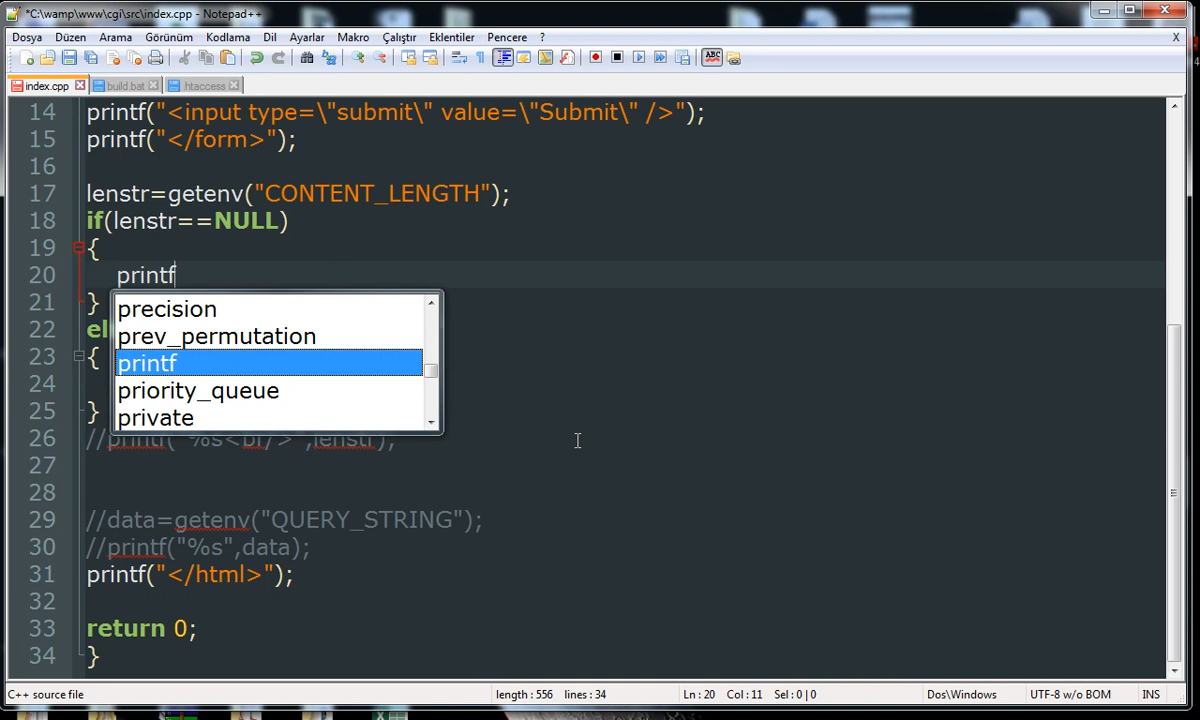 *C:\wamp\www\cgi\src\index.cpp - Notepad++
Dosya Düzen Arama Görünüm Kodlama Dil Ayarlar Makro Çalıştır Eklentiler Pencere ? X
index.cpp build.bat .htaccess
14 printf("<input type=\"submit\" value=\"Submit\" />");
15 printf("</form>");
16
17 lenstr=getenv("CONTENT_LENGTH");
18 if(lenstr==NULL)
19 {
20 printf
21 }
22 el
23 {
24
25 }
26 //printf("%s<br/>",lenstr);
27
28
29 //data=getenv("QUERY_STRING");
30 //printf("%s",data);
31 printf("</html>");
32
33 return 0;
34 }
precision
prev_permutation
printf
priority_queue
private
C++ source file length : 556 lines : 34 Ln : 20 Col : 11 Sel : 0 | 0 Dos\Windows UTF-8 w/o BOM INS